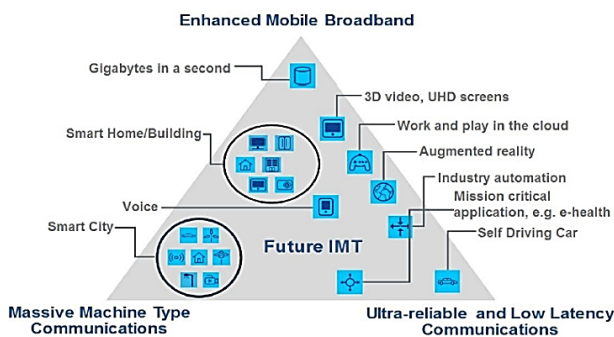 Enhanced Mobile Broadband
Gigabytes in a second
3D video, UHD screens
Smart Home/Building
Work and play in the cloud
Augmented reality
Industry automation
Mission critical
application, e.g. e-health
Voice
Smart City
Self Driving Car
Future IMT
Massive Machine Type
Communications
Ultra-reliable and Low Latency
Communications